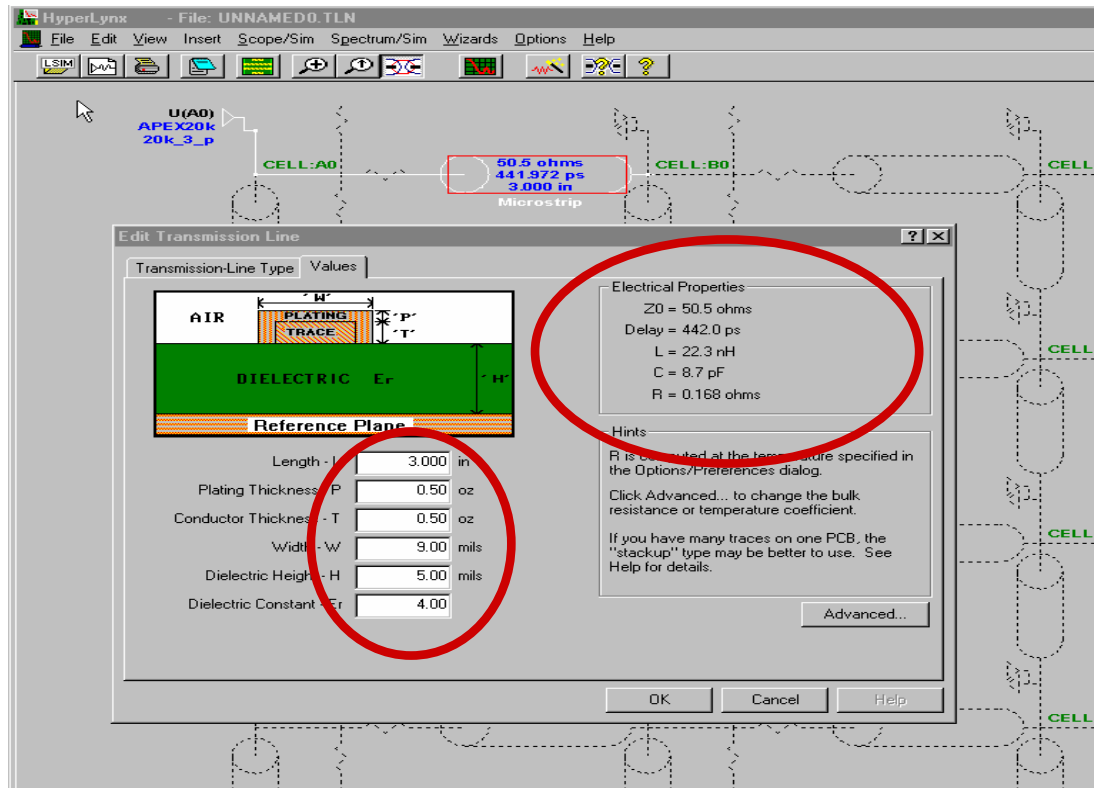 HyperLynx - File: UNNAMED0.TLN
File Edit View Insert Scope/Sim Spectrum/Sim Wizards Options Help
LSIM
U(A0)
APEX20k
20k_3_p
CELL:A0
50.5 ohms
441.972 ps
3.000 in
Microstrip
CELL:B0
CELL
Edit Transmission Line
Transmission-Line Type Values
AIR
'W'
PLATING
'P'
TRACE
'T'
DIELECTRIC Er
'H'
Reference Plane
Length - L 3.000 in
Plating Thickness - P 0.50 oz
Conductor Thickness - T 0.50 oz
Width - W 9.00 mils
Dielectric Height - H 5.00 mils
Dielectric Constant - Er 4.00
Electrical Properties
Z0 = 50.5 ohms
Delay = 442.0 ps
L = 22.3 nH
C = 8.7 pF
R = 0.168 ohms
Hints
R is computed at the temperature specified in
the Options/Preferences dialog.
Click Advanced... to change the bulk
resistance or temperature coefficient.
If you have many traces on one PCB, the
"stackup" type may be better to use. See
Help for details.
Advanced...
OK Cancel Help
CELL
CELL
CELL